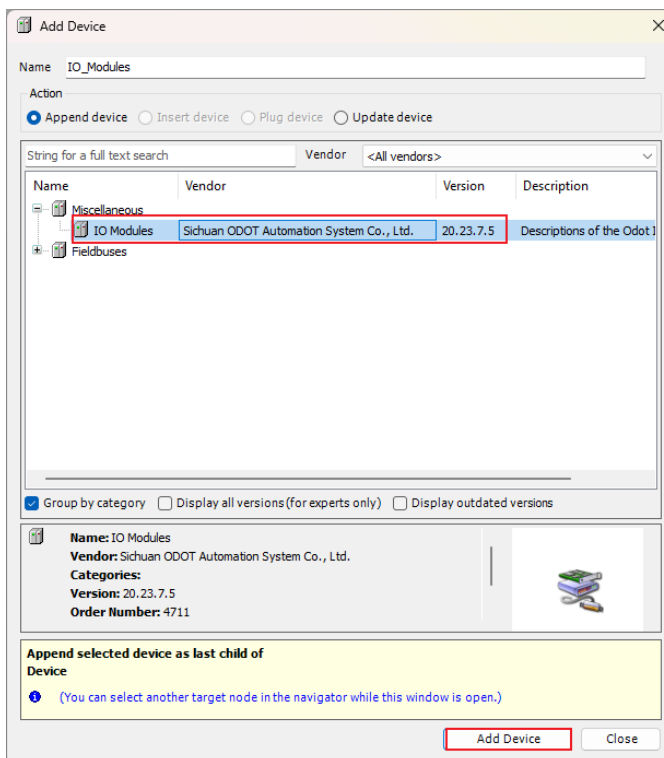 Add Device
Name IO_Modules
Action
Append device Insert device Plug device Update device
String for a full text search Vendor <All vendors>
Name Vendor Version Description
Miscellaneous
IO Modules Sichuan ODOT Automation System Co., Ltd. 20.23.7.5 Descriptions of the Odot I
Fieldbuses
Group by category Display all versions (for experts only) Display outdated versions
Name: IO Modules
Vendor: Sichuan ODOT Automation System Co., Ltd.
Categories:
Version: 20.23.7.5
Order Number: 4711
Append selected device as last child of
Device
(You can select another target node in the navigator while this window is open.)
Add Device Close